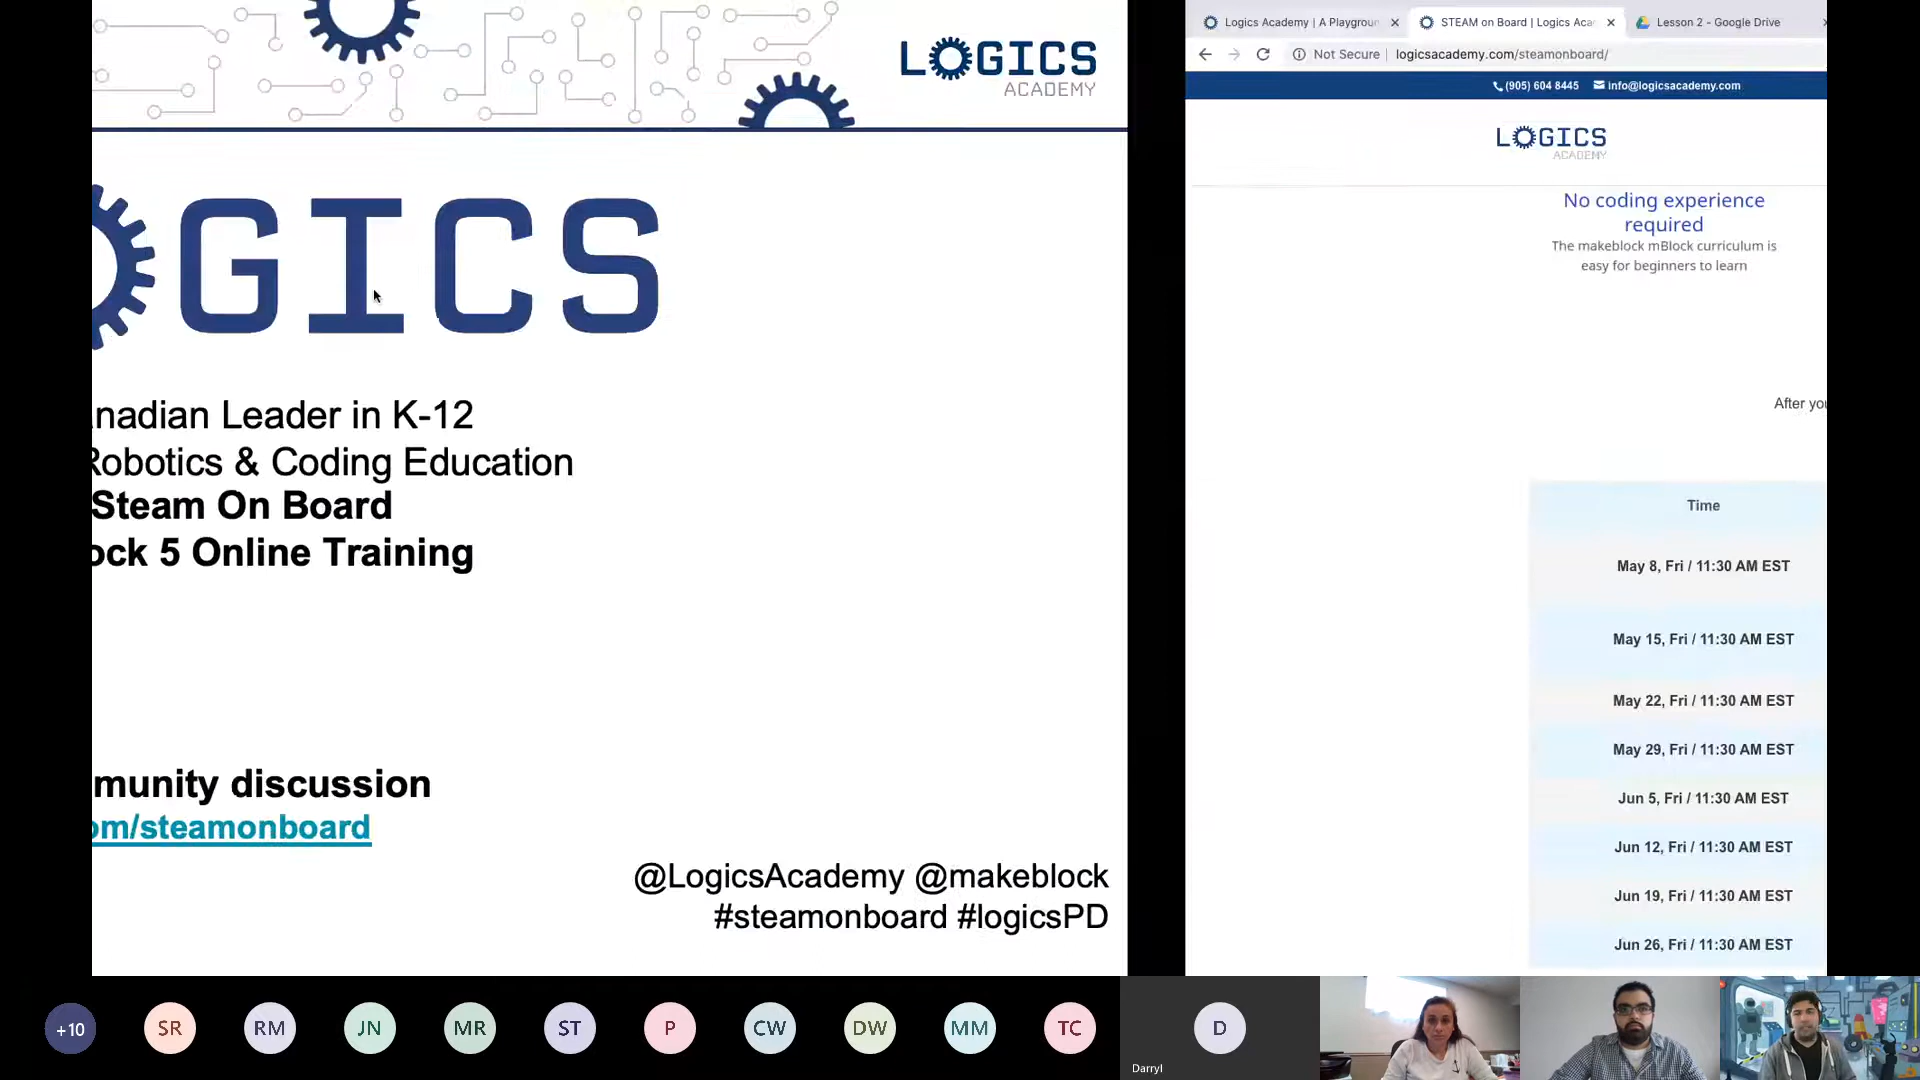 LOGICS
ACADEMY
OGICS
anadian Leader in K-12
Robotics & Coding Education
Steam On Board
ock 5 Online Training
munity discussion
om/steamonboard
@LogicsAcademy @makeblock
#steamonboard #logicsPD
Logics Academy | A Playgroun
STEAM on Board | Logics Aca
Lesson 2 - Google Drive
Not Secure | logicsacademy.com/steamonboard/
(905) 604 8445 info@logicsacademy.com
LOGICS
ACADEMY
No coding experience
required
The makeblock mBlock curriculum is
easy for beginners to learn
After you
Time
May 8, Fri / 11:30 AM EST
May 15, Fri / 11:30 AM EST
May 22, Fri / 11:30 AM EST
May 29, Fri / 11:30 AM EST
Jun 5, Fri / 11:30 AM EST
Jun 12, Fri / 11:30 AM EST
Jun 19, Fri / 11:30 AM EST
Jun 26, Fri / 11:30 AM EST
+10 SR RM JN MR ST P CW DW MM TC D
Darryl